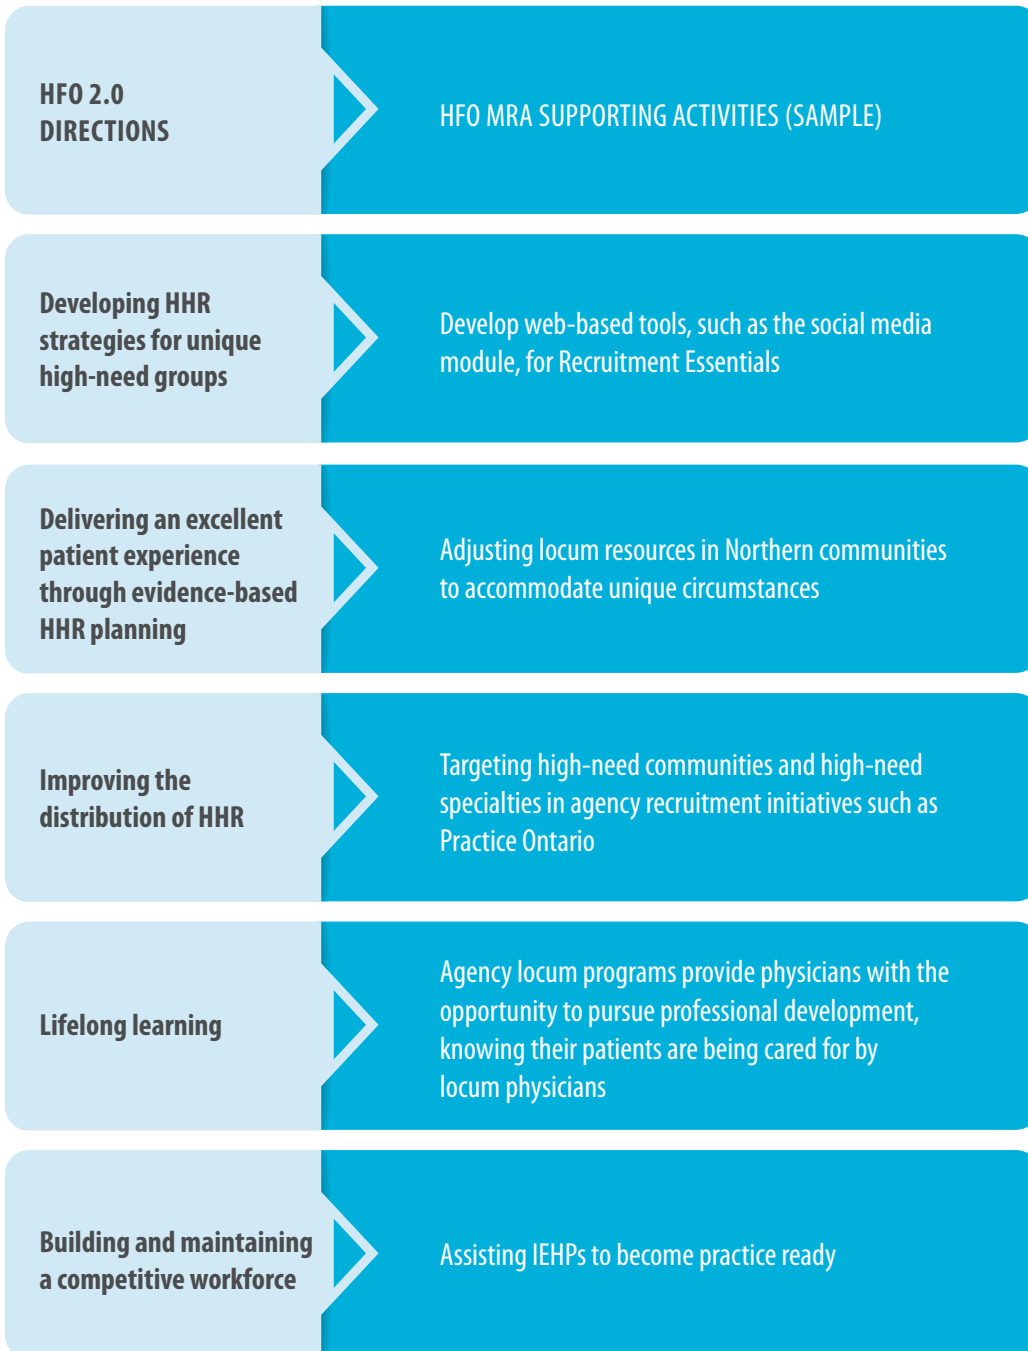 HFO 2.0
DIRECTIONS
HFO MRA SUPPORTING ACTIVITIES (SAMPLE)
Developing HHR
strategies for unique
high-need groups
Develop web-based tools, such as the social media
module, for Recruitment Essentials
Delivering an excellent
patient experience
through evidence-based
HHR planning
Adjusting locum resources in Northern communities
to accommodate unique circumstances
Improving the
distribution of HHR
Targeting high-need communities and high-need
specialties in agency recruitment initiatives such as
Practice Ontario
Lifelong learning
Agency locum programs provide physicians with the
opportunity to pursue professional development,
knowing their patients are being cared for by
locum physicians
Building and maintaining
a competitive workforce
Assisting IEHPs to become practice ready